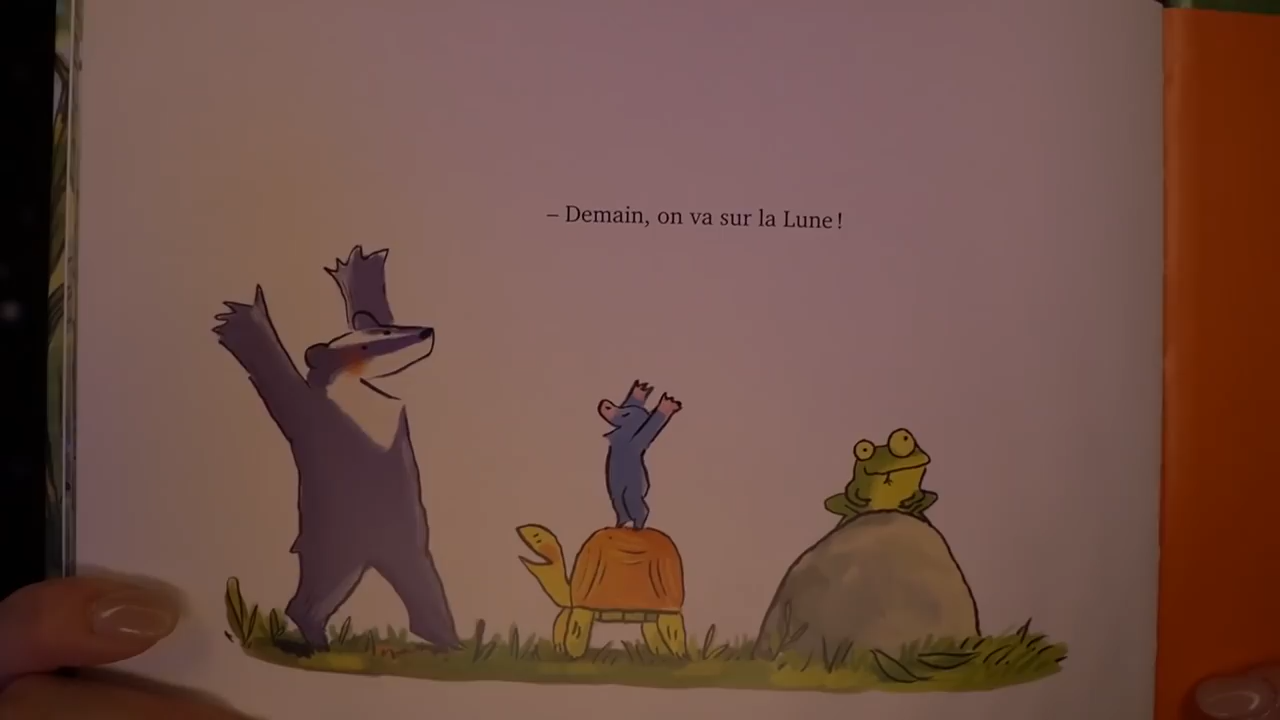 – Demain, on va sur la Lune !